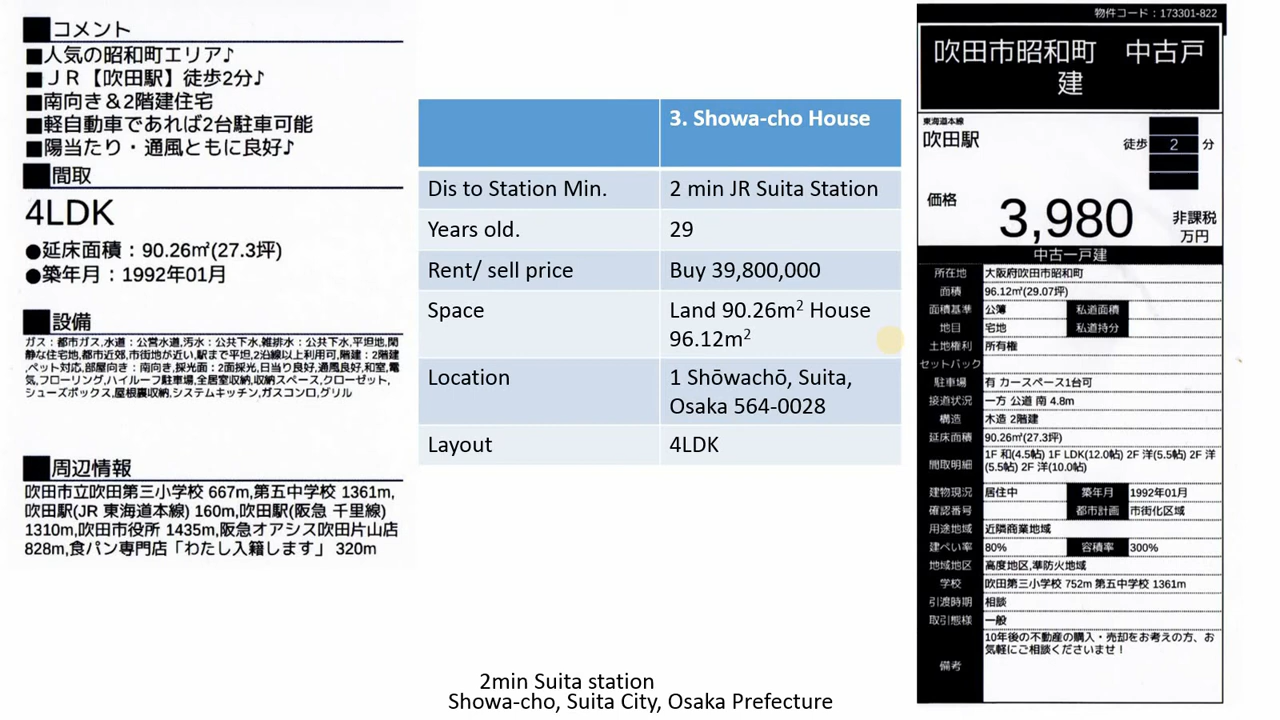 ■コメント
■人気の昭和町エリア♪
■ＪＲ【吹田駅】徒歩2分♪
■南向き＆2階建住宅
■軽自動車であれば2台駐車可能
■陽当たり・通風ともに良好♪
■間取
4LDK
●延床面積：90.26㎡(27.3坪)
●築年月：1992年01月
■設備
ガス：都市ガス,水道：公営水道,汚水：公共下水,雑排水：公共下水,平坦地,閑
静な住宅地,都市近郊,市街地が近い,駅まで平坦,2沿線以上利用可,階建：2階建
,ペット対応,部屋向き：南向き,採光面：2面採光,日当り良好,通風良好,和室,電
気,フローリング,ハイルーフ駐車場,全居室収納,収納スペース,クローゼット,
シューズボックス,屋根裏収納,システムキッチン,ガスコンロ,グリル
■周辺情報
吹田市立吹田第三小学校 667m,第五中学校 1361m,
吹田駅(JR 東海道本線) 160m,吹田駅(阪急 千里線)
1310m,吹田市役所 1435m,阪急オアシス吹田片山店
828m,食パン専門店「わたし入籍します」 320m
3. Showa-cho House
Dis to Station Min. 2 min JR Suita Station
Years old. 29
Rent/ sell price Buy 39,800,000
Space Land 90.26m² House
96.12m²
Location 1 Shōwachō, Suita,
Osaka 564-0028
Layout 4LDK
2min Suita station
Showa-cho, Suita City, Osaka Prefecture
物件コード：173301-822
吹田市昭和町　中古戸
建
東海道本線
吹田駅 徒歩 2 分
価格 3,980 非課税
万円
中古一戸建
所在地 大阪府吹田市昭和町
面積 96.12㎡(29.07坪)
面積基準 公簿 私道面積
地目 宅地 私道持分
土地権利 所有権
セットバック
駐車場 有 カースペース1台可
接道状況 一方 公道 南 4.8m
構造 木造 2階建
延床面積 90.26㎡(27.3坪)
間取明細 1F 和(4.5帖) 1F LDK(12.0帖) 2F 洋(5.5帖) 2F 洋
(5.5帖) 2F 洋(10.0帖)
建物現況 居住中 築年月 1992年01月
確認番号 都市計画 市街化区域
用途地域 近隣商業地域
建ぺい率 80% 容積率 300%
地域地区 高度地区,準防火地域
学校 吹田第三小学校 752m 第五中学校 1361m
引渡時期 相談
取引態様 一般
備考 10年後の不動産の購入・売却をお考えの方、お
気軽にご相談くださいませ！